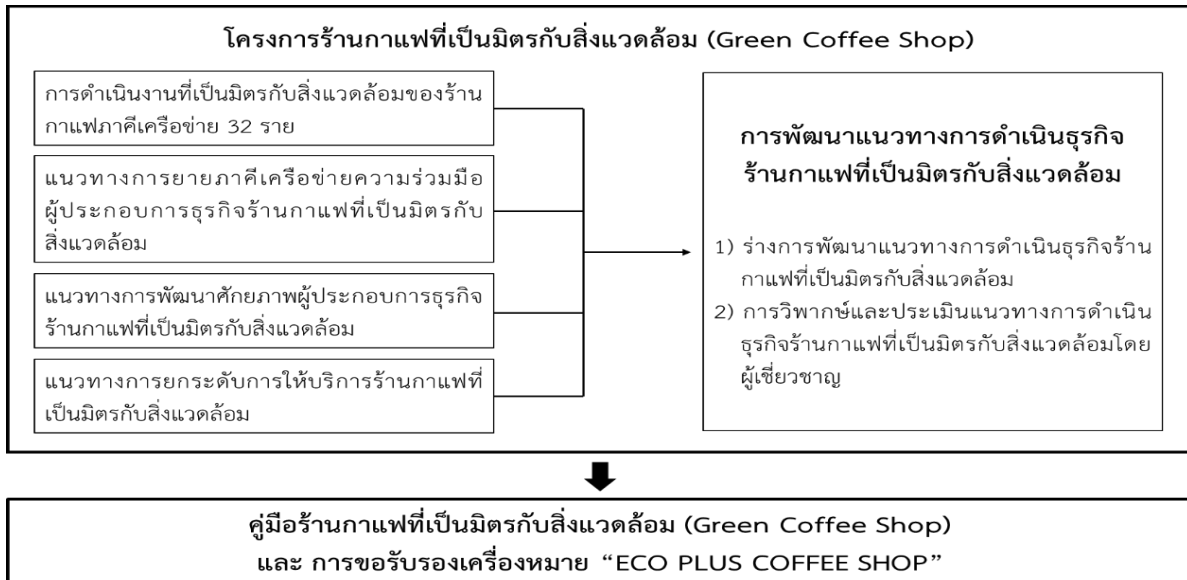 โครงการร้านกาแฟที่เป็นมิตรกับสิ่งแวดล้อม (Green Coffee Shop)
การดำเนินงานที่เป็นมิตรกับสิ่งแวดล้อมของร้าน
กาแฟภาคีเครือข่าย 32 ราย
แนวทางการยายภาคีเครือข่ายความร่วมมือ
ผู้ประกอบการธุรกิจร้านกาแฟที่เป็นมิตรกับ
สิ่งแวดล้อม
แนวทางการพัฒนาศักยภาพผู้ประกอบการธุรกิจ
ร้านกาแฟที่เป็นมิตรกับสิ่งแวดล้อม
แนวทางการยกระดับการให้บริการร้านกาแฟที่
เป็นมิตรกับสิ่งแวดล้อม
การพัฒนาแนวทางการดำเนินธุรกิจ
ร้านกาแฟที่เป็นมิตรกับสิ่งแวดล้อม
1) ร่างการพัฒนาแนวทางการดำเนินธุรกิจร้าน
กาแฟที่เป็นมิตรกับสิ่งแวดล้อม
2) การวิพากษ์และประเมินแนวทางการดำเนิน
ธุรกิจร้านกาแฟที่เป็นมิตรกับสิ่งแวดล้อมโดย
ผู้เชี่ยวชาญ
คู่มือร้านกาแฟที่เป็นมิตรกับสิ่งแวดล้อม (Green Coffee Shop)
และ การขอรับรองเครื่องหมาย “ECO PLUS COFFEE SHOP”